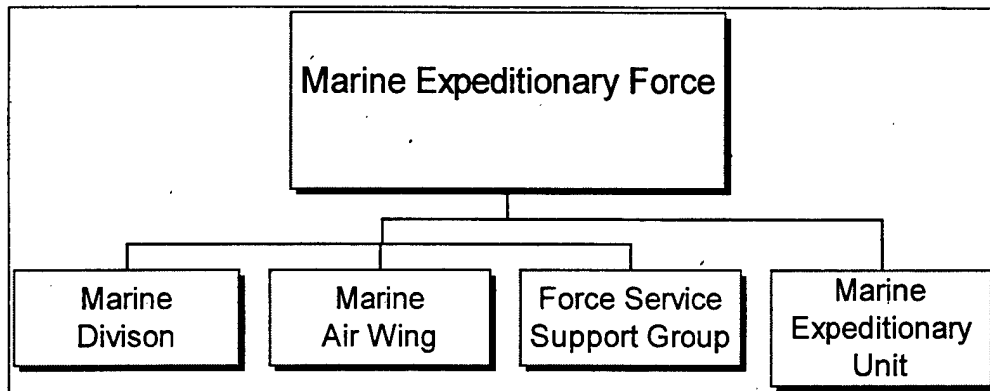 Marine Expeditionary Force
Marine
Divison
Marine
Air Wing
Force Service
Support Group
Marine
Expeditionary
Unit